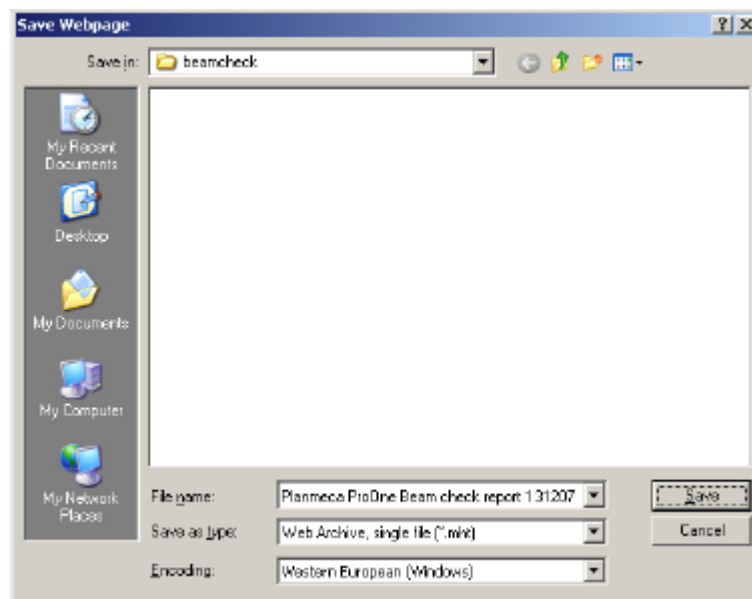 Save Webpage
Save in: beamcheck
My Recent
Documents
Desktop
My Documents
My Computer
My Network
Places
File name: Planmeca ProOne Beam check report 131207
Save as type: Web Archive, single file (*.mht)
Encoding: Western European (Windows)
Save
Cancel